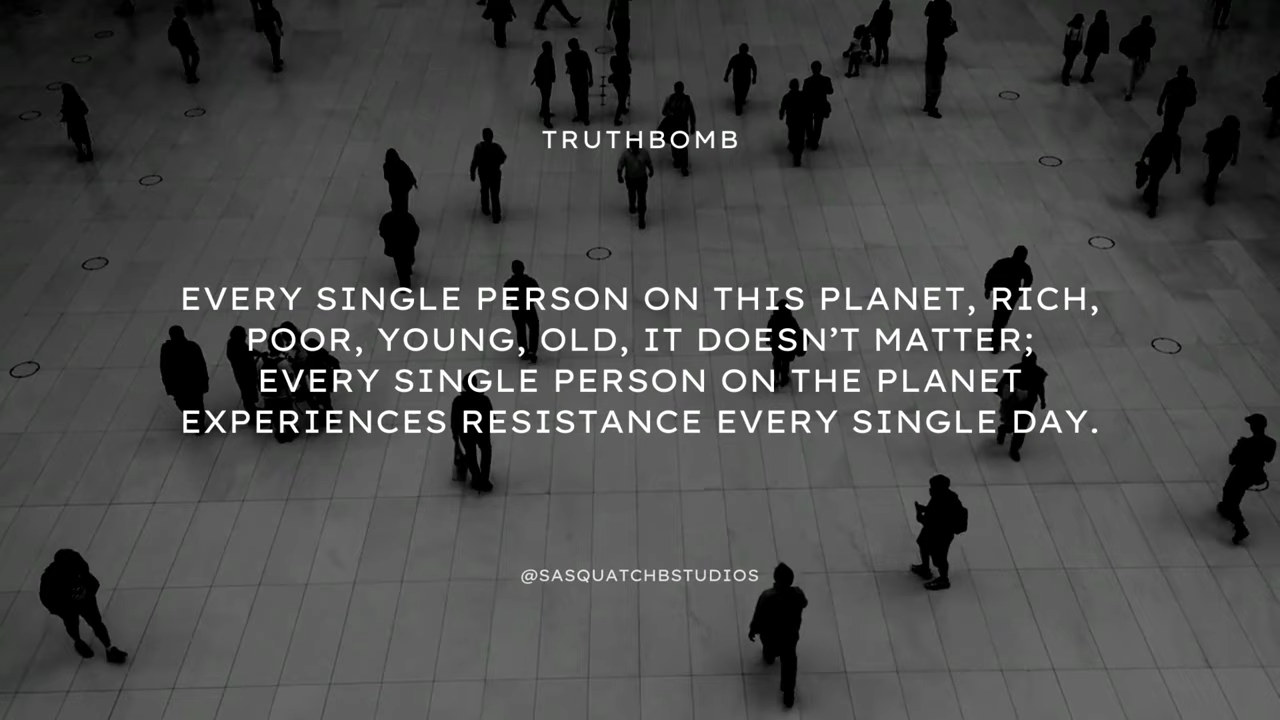 TRUTHBOMB
EVERY SINGLE PERSON ON THIS PLANET, RICH,
POOR, YOUNG, OLD, IT DOESN’T MATTER;
EVERY SINGLE PERSON ON THE PLANET
EXPERIENCES RESISTANCE EVERY SINGLE DAY.
@SASQUATCHBSTUDIOS